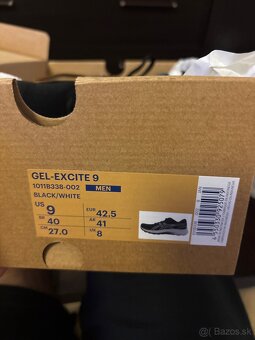 GEL-EXCITE 9
1011B338-002 MEN
BLACK/WHITE
US 9 EUR 42.5
BR 40 AF 41
CM 27.0 UK 8
© Bazos.sk